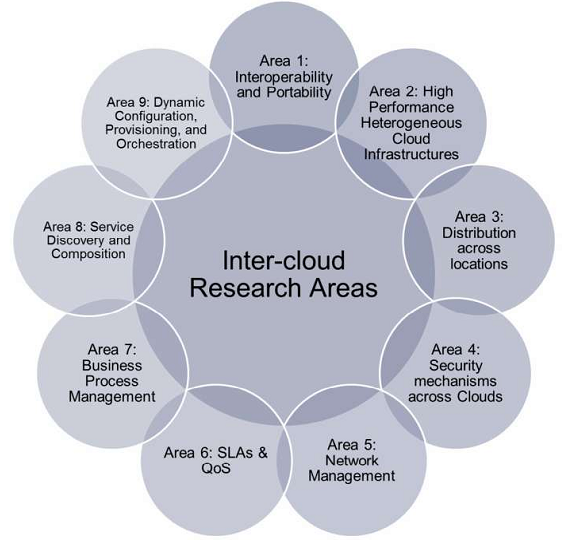 Inter-cloud
Research Areas
Area 1:
Interoperability
and Portability
Area 2: High
Performance
Heterogeneous
Cloud
Infrastructures
Area 3:
Distribution
across
locations
Area 4:
Security
mechanisms
across Clouds
Area 5:
Network
Management
Area 6: SLAs &
QoS
Area 7:
Business
Process
Management
Area 8: Service
Discovery and
Composition
Area 9: Dynamic
Configuration,
Provisioning, and
Orchestration